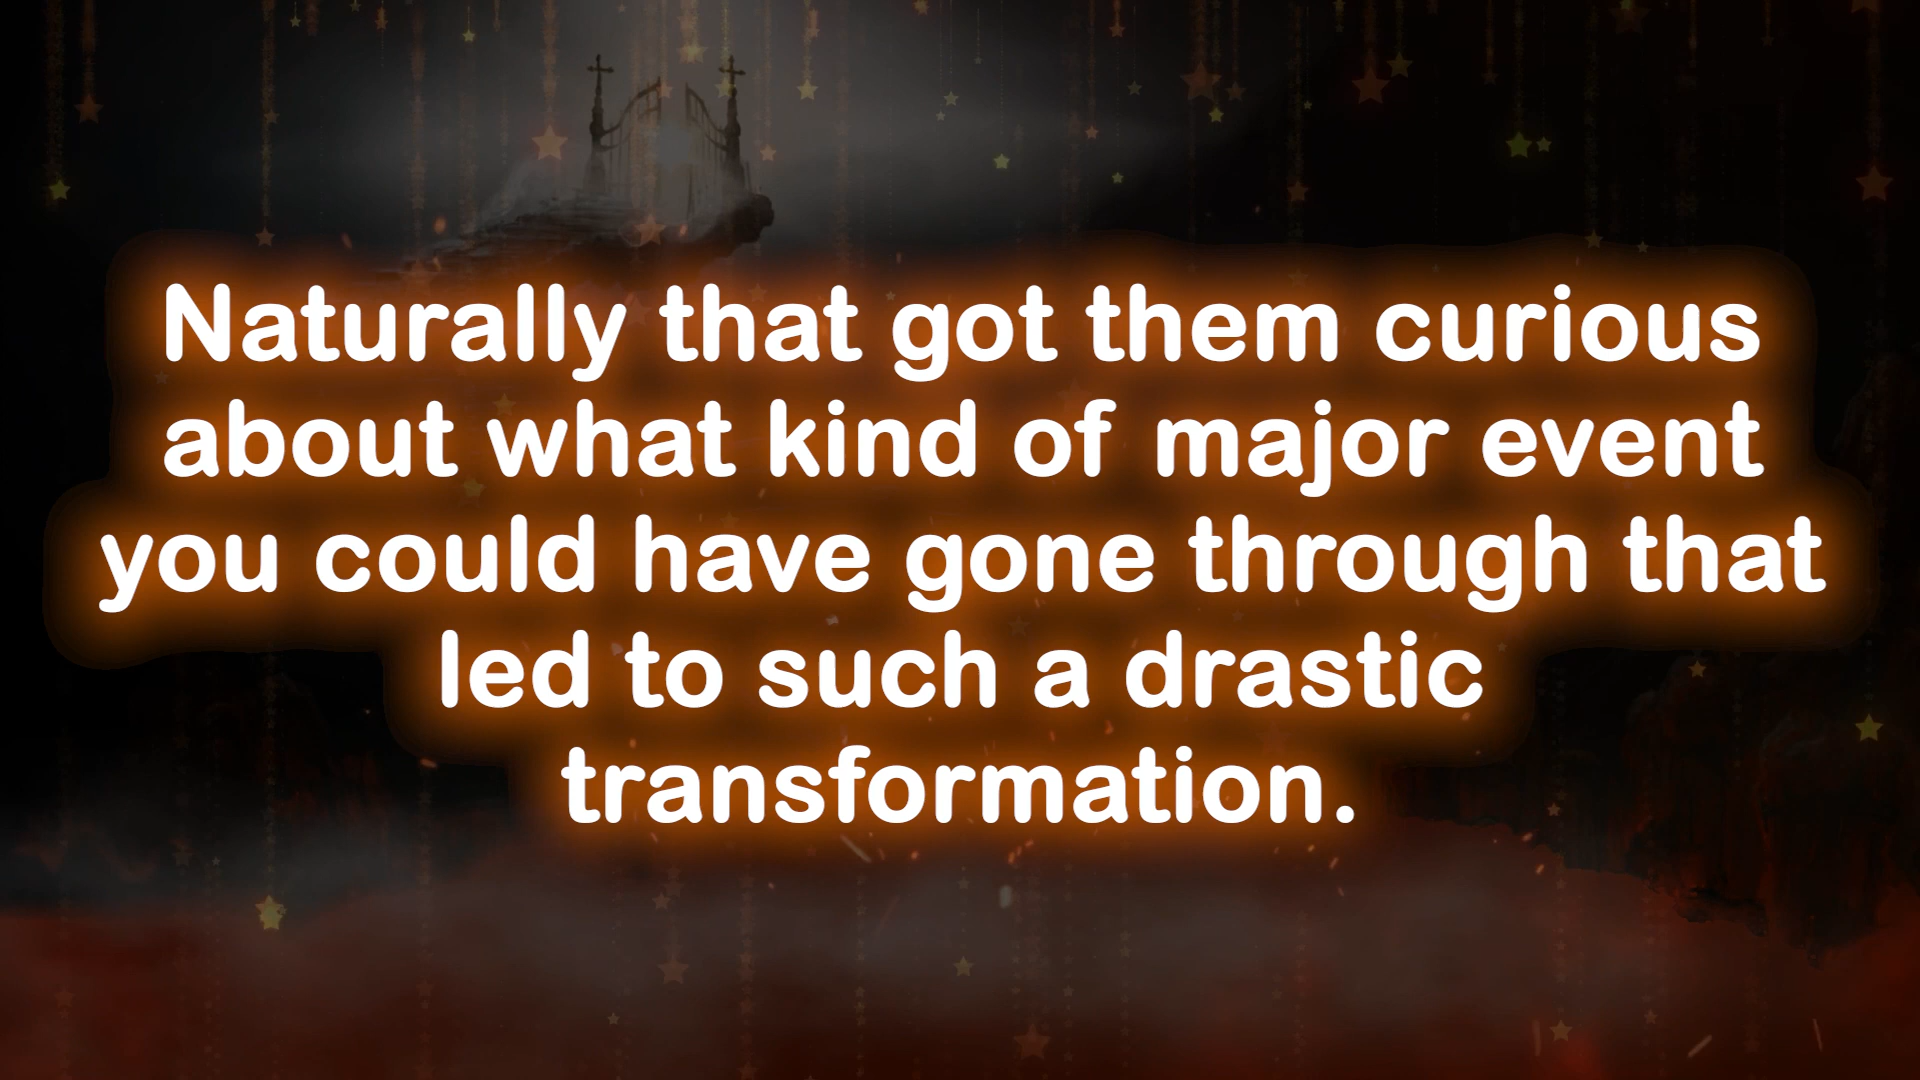 Naturally that got them curious
about what kind of major event
you could have gone through that
led to such a drastic
transformation.